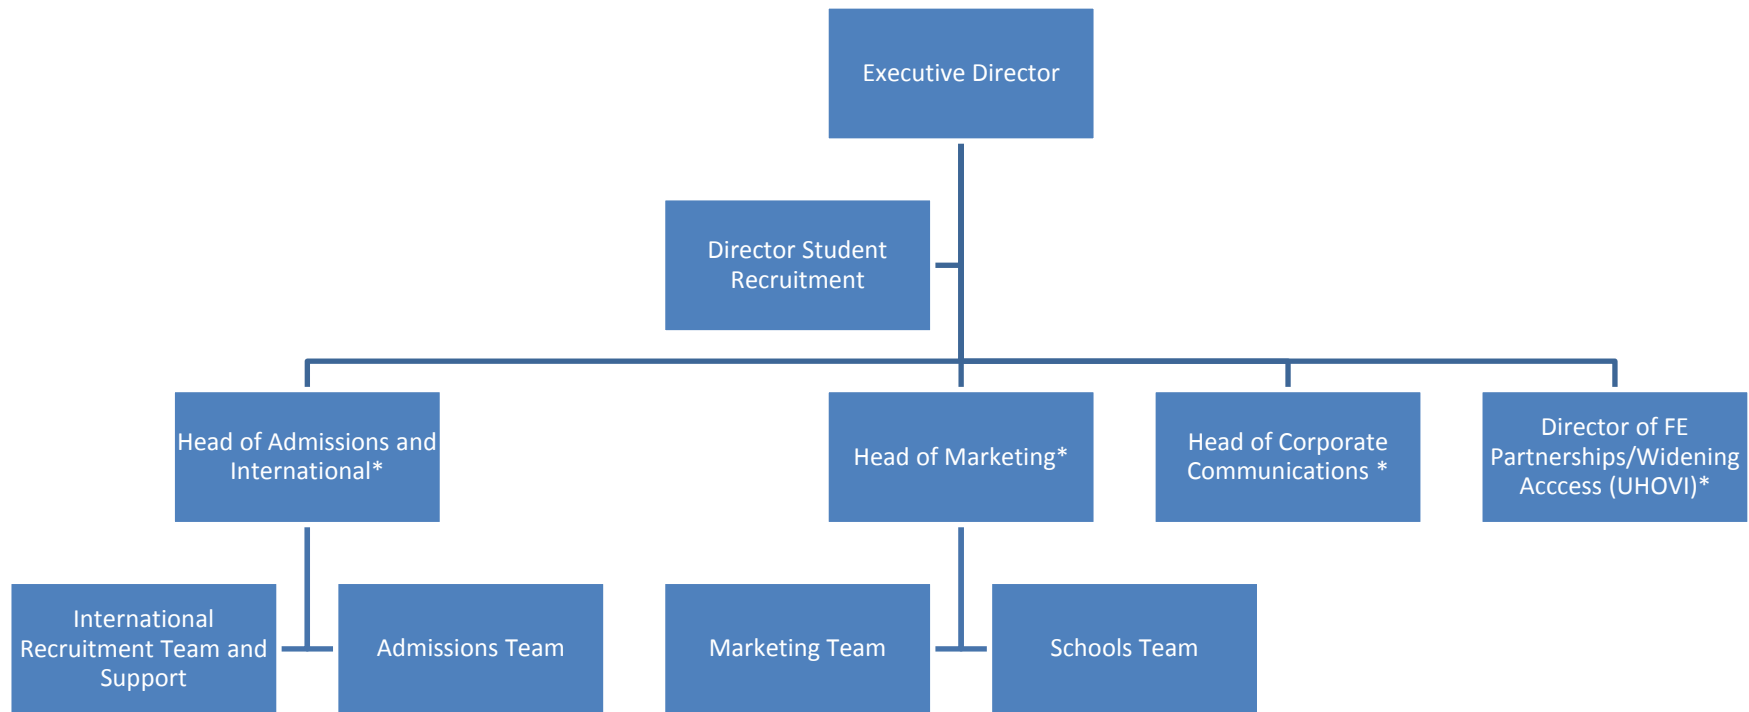 Executive Director
Director Student
Recruitment
Head of Admissions and
International*
Head of Marketing*
Head of Corporate
Communications *
Director of FE
Partnerships/Widening
Acccess (UHOVI)*
International
Recruitment Team and
Support
Admissions Team
Marketing Team
Schools Team